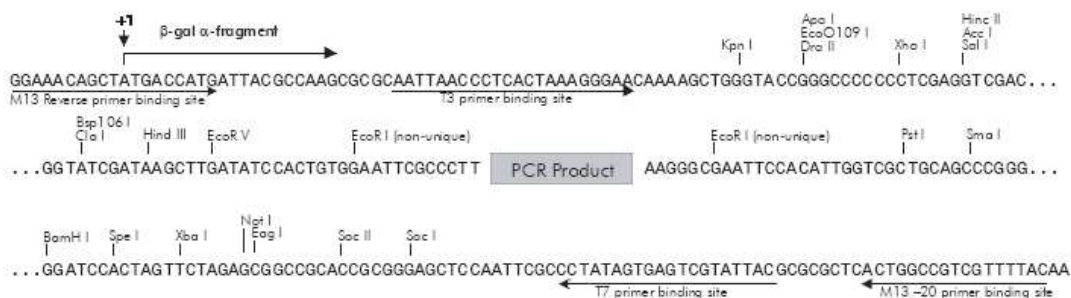 +1
β-gal α-fragment
Apa I
EcoO109 I
Dra II
Hinc II
Acc I
Sal I
Kpn I
Xho I
GGAAACAGCTATGACCATGATTACGCCAAGCGCGCAATTAACCCTCACTAAAGGGAACAAAAGCTGGGTACCGGGCCCCCCCTCGAGGTCGAC...
M13 Reverse primer binding site
T3 primer binding site
Bsp106 I
Cla I
Hind III
EcoR V
EcoR I (non-unique)
EcoR I (non-unique)
Pst I
Sma I
...GGTATCGATAAGCTTGATATCCACTGTGGAATTCGCCCTT
PCR Product
AAGGGCGAATTCCACATTGGTCGCTGCAGCCCGGG...
BamH I
Spe I
Xba I
Not I
Eag I
Sac II
Sac I
...GGATCCACTAGTTCTAGAGCGGCCGCACCGCGGGAGCTCCAATTCGCCCTATAGTGAGTCGTATTACGCGCGCTCACTGGCCGTCGTTTTACAA
T7 primer binding site
M13 –20 primer binding site